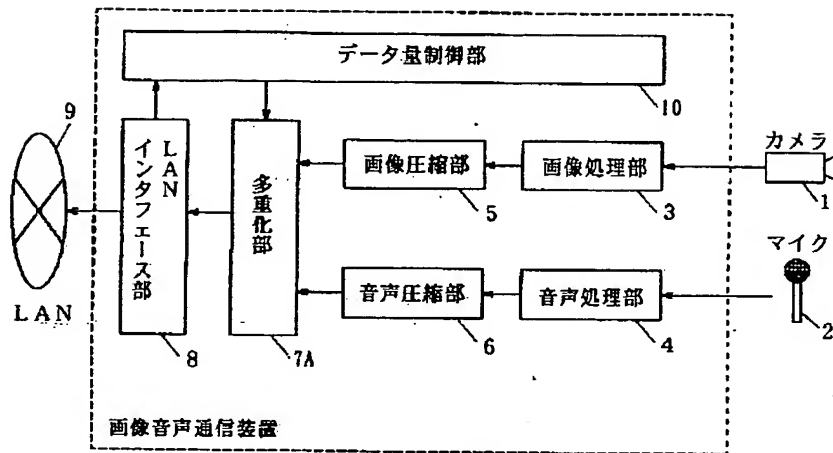 データ量制御部
10
9
LAN
LAN
インタフェース部
8
多重化部
7A
画像圧縮部
5
画像処理部
3
カメラ
1
音声圧縮部
6
音声処理部
4
マイク
2
画像音声通信装置